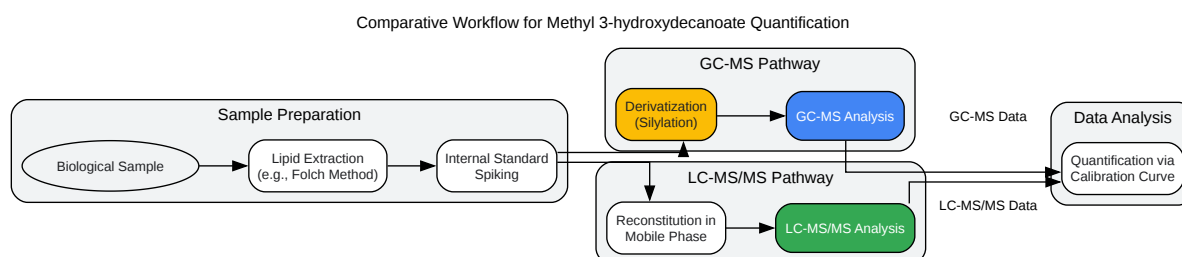 Comparative Workflow for Methyl 3-hydroxydecanoate Quantification
Sample Preparation
Biological Sample
Lipid Extraction
(e.g., Folch Method)
Internal Standard
Spiking
GC-MS Pathway
Derivatization
(Silylation)
GC-MS Analysis
LC-MS/MS Pathway
Reconstitution in
Mobile Phase
LC-MS/MS Analysis
GC-MS Data
LC-MS/MS Data
Data Analysis
Quantification via
Calibration Curve